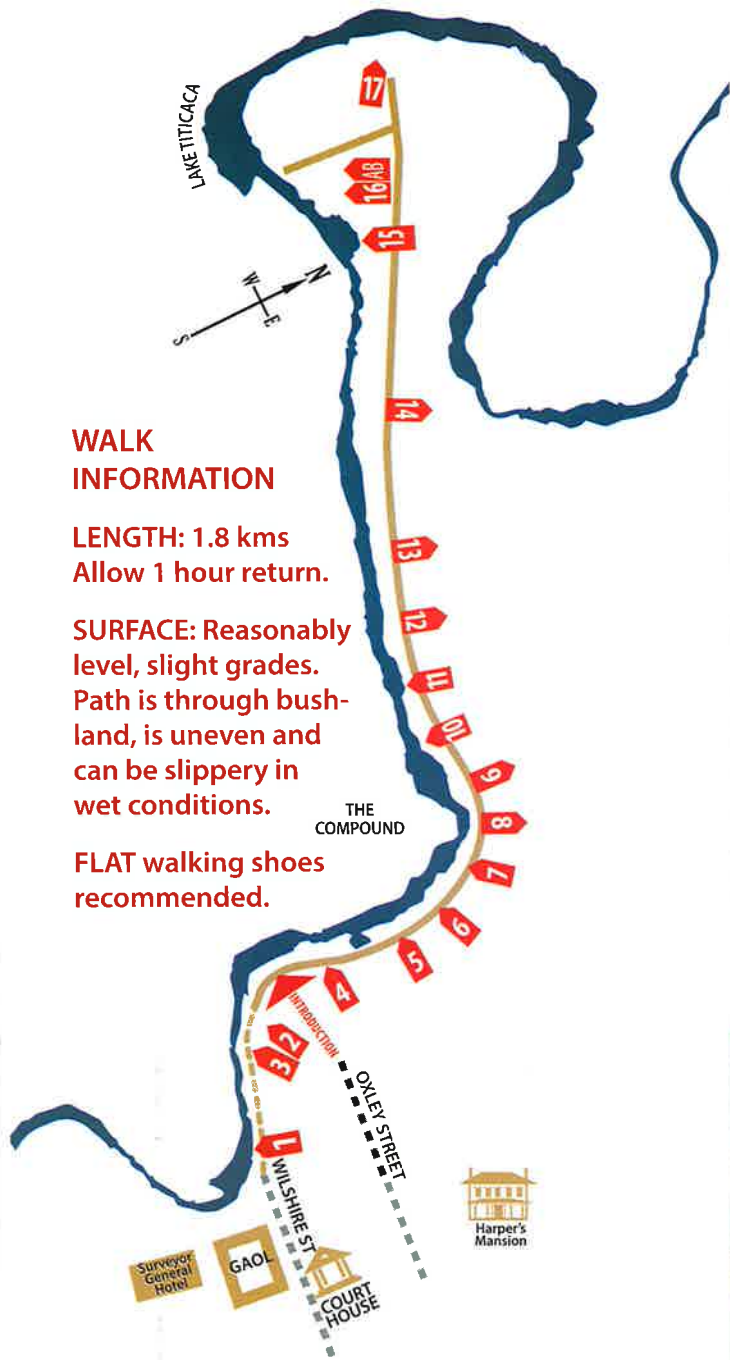 17
LAKE TITICACA
16 AB
15
N
W
E
S
14
WALK
INFORMATION
LENGTH: 1.8 kms
Allow 1 hour return.
13
SURFACE: Reasonably
level, slight grades.
Path is through bush-
land, is uneven and
can be slippery in
wet conditions.
12
11
10
9
THE
COMPOUND
8
7
FLAT walking shoes
recommended.
6
5
4
INTRODUCTION
2
3
OXLEY STREET
1
WILSHIRE ST
Harper's
Mansion
Surveyor
General
Hotel
GAOL
COURT
HOUSE